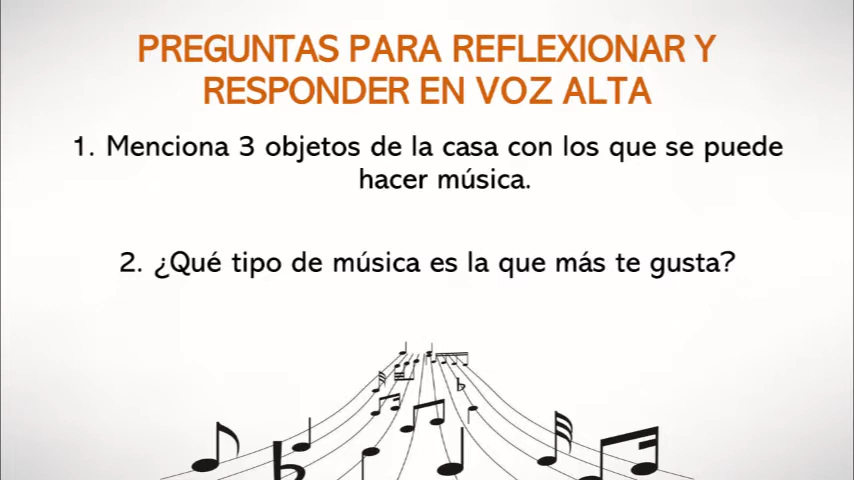 PREGUNTAS PARA REFLEXIONAR Y
RESPONDER EN VOZ ALTA
1. Menciona 3 objetos de la casa con los que se puede
hacer música.
2. ¿Qué tipo de música es la que más te gusta?